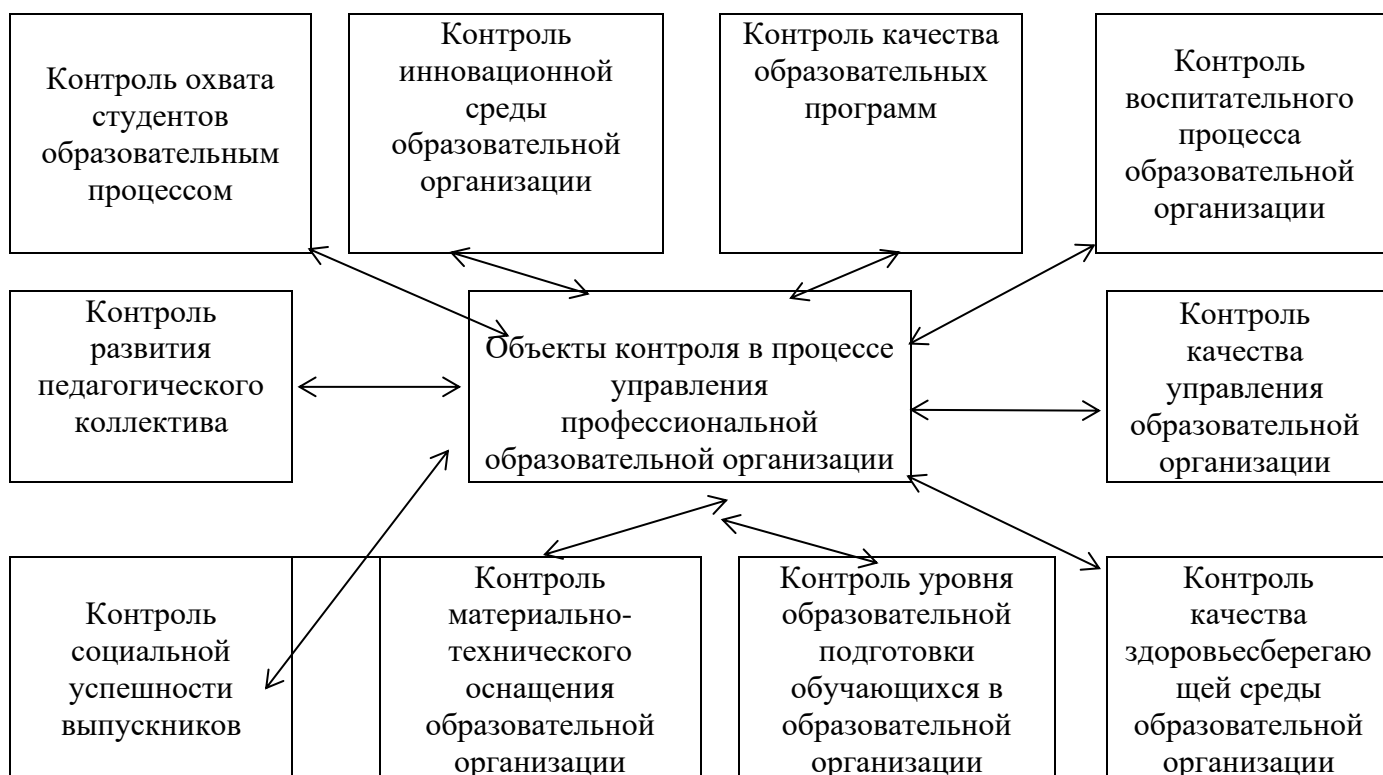 Контроль охвата
студентов
образовательным
процессом
Контроль
инновационной
среды
образовательной
организации
Контроль качества
образовательных
программ
Контроль
воспитательного
процесса
образовательной
организации
Контроль
развития
педагогического
коллектива
Объекты контроля в процессе
управления
профессиональной
образовательной организации
Контроль
качества
управления
образовательной
организации
Контроль
социальной
успешности
выпускников
Контроль
материально-
технического
оснащения
образовательной
организации
Контроль уровня
образовательной
подготовки
обучающихся в
образовательной
организации
Контроль
качества
здоровьесберегаю
щей среды
образовательной
организации